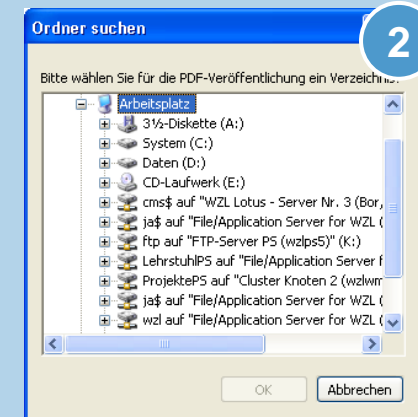 Ordner suchen
2
Bitte wählen Sie für die PDF-Veröffentlichung ein Verzeichnis.
Arbeitsplatz
3½-Diskette (A:)
System (C:)
Daten (D:)
CD-Laufwerk (E:)
cms$ auf "WZL Lotus - Server Nr. 3 (Bor,
ja$ auf "File/Application Server for WZL (
ftp auf "FTP-Server PS (wzlps5)" (K:)
LehrstuhlPS auf "File/Application Server f
ProjektePS auf "Cluster Knoten 2 (wzlwm
ja$ auf "File/Application Server for WZL (
wzl auf "File/Application Server for WZL (
OK
Abbrechen